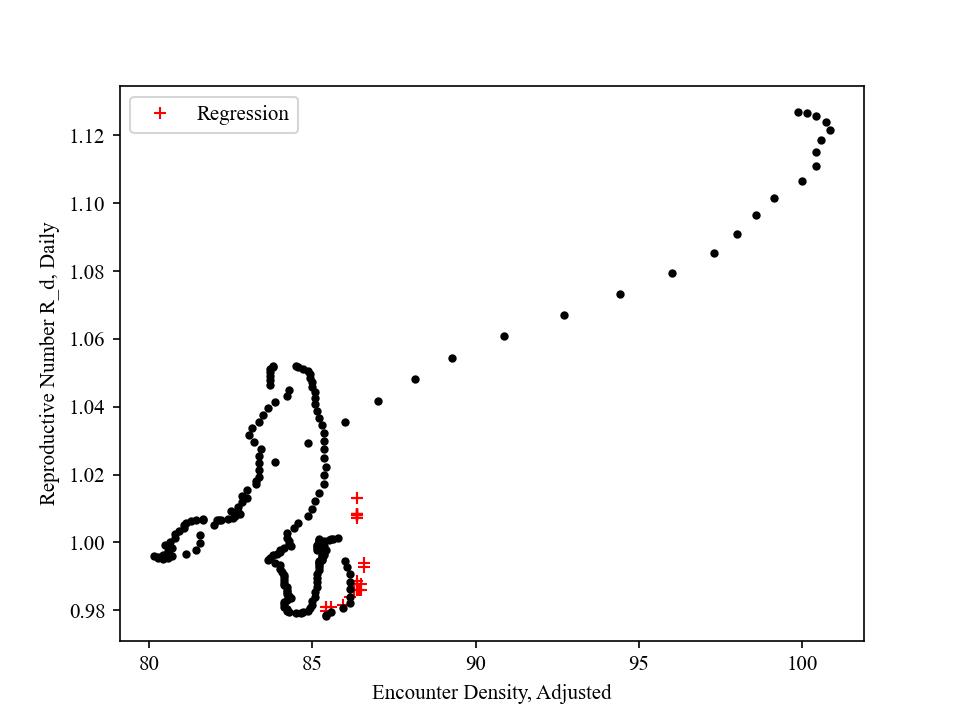 Regression
1.12
1.10
1.08
1.06
1.04
1.02
1.00
0.98
Reproductive Number R_d, Daily
80 85 90 95 100
Encounter Density, Adjusted